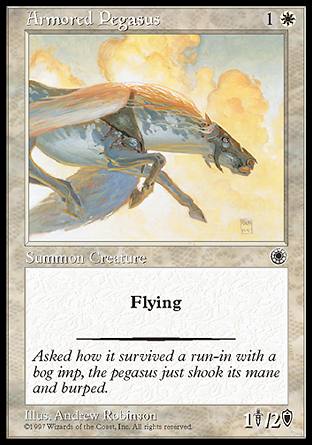 Armored Pegasus 1
Summon Creature
Flying
Asked how it survived a run-in with a
bog imp, the pegasus just shook its mane
and burped.
Illus. Andrew Robinson
©1997 Wizards of the Coast, Inc. All rights reserved.
1/2